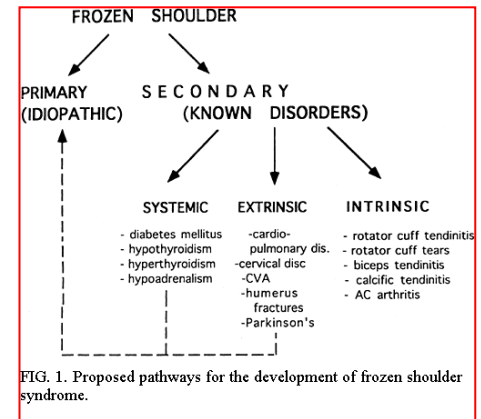 FROZEN SHOULDER
PRIMARY
(IDIOPATHIC)
SECONDARY
(KNOWN DISORDERS)
SYSTEMIC
- diabetes mellitus
- hypothyroidism
- hyperthyroidism
- hypoadrenalism
EXTRINSIC
-cardio-
pulmonary dis.
-cervical disc
-CVA
-humerus
fractures
-Parkinson's
INTRINSIC
- rotator cuff tendinitis
- rotator cuff tears
- biceps tendinitis
- calcific tendinitis
- AC arthritis
FIG. 1. Proposed pathways for the development of frozen shoulder
syndrome.